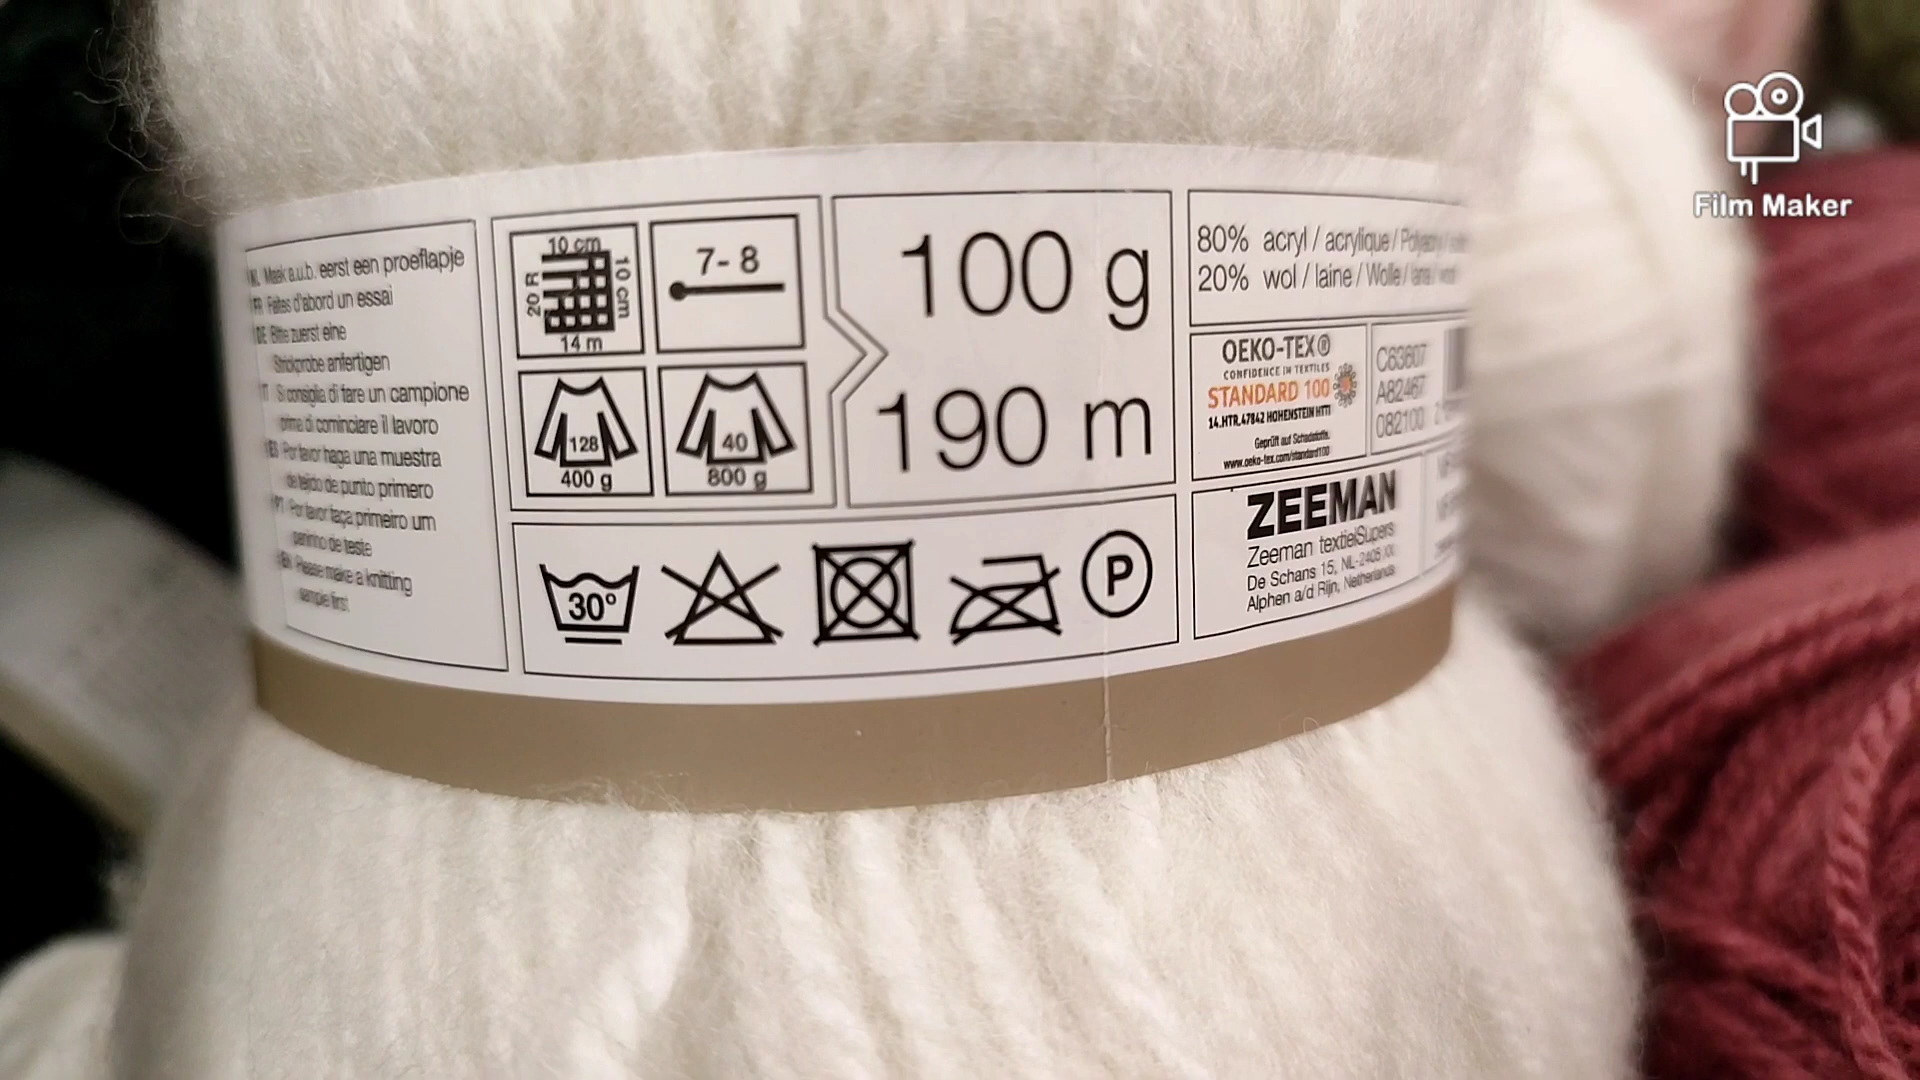 NL Maak a.u.b. eerst een proeflapje
FR Faites d'abord un essai
DE Bitte zuerst eine
Strickprobe anfertigen
IT Si consiglia di fare un campione
prima di cominciare il lavoro
ES Por favor haga una muestra
de tejido de punto primero
PT Por favor faça primeiro um
paninho de teste
EN Please make a knitting
sample first
10 cm
20 R
10 cm
14 m
7- 8
128
400 g
40
800 g
100 g
190 m
30°
P
80% acryl / acrylique /
20% wol / laine / Wolle / lana /
OEKO-TEX®
CONFIDENCE IN TEXTILES
STANDARD 100
14.HTR.47842 HOHENSTEIN HTTI
Geprüft auf Schadstoffe.
www.oeko-tex.com/standard100
C63607
A82467
082100
ZEEMAN
Zeeman textielSupers
De Schans 15, NL-2405 XX
Alphen a/d Rijn, Netherlands
Film Maker